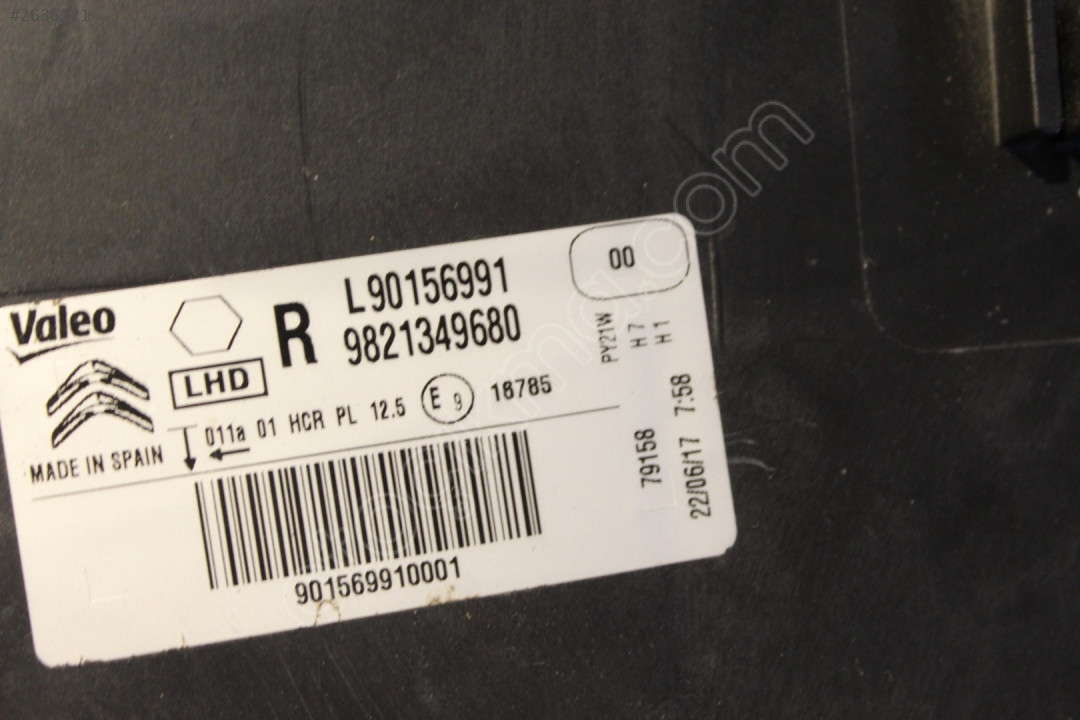 Valeo
LHD
MADE IN SPAIN
R
L90156991
9821349680
00
011a 01 HCR PL 12.5 E 9 18785
PY21W
H7
H1
79158
22/06/17 7:58
901569910001